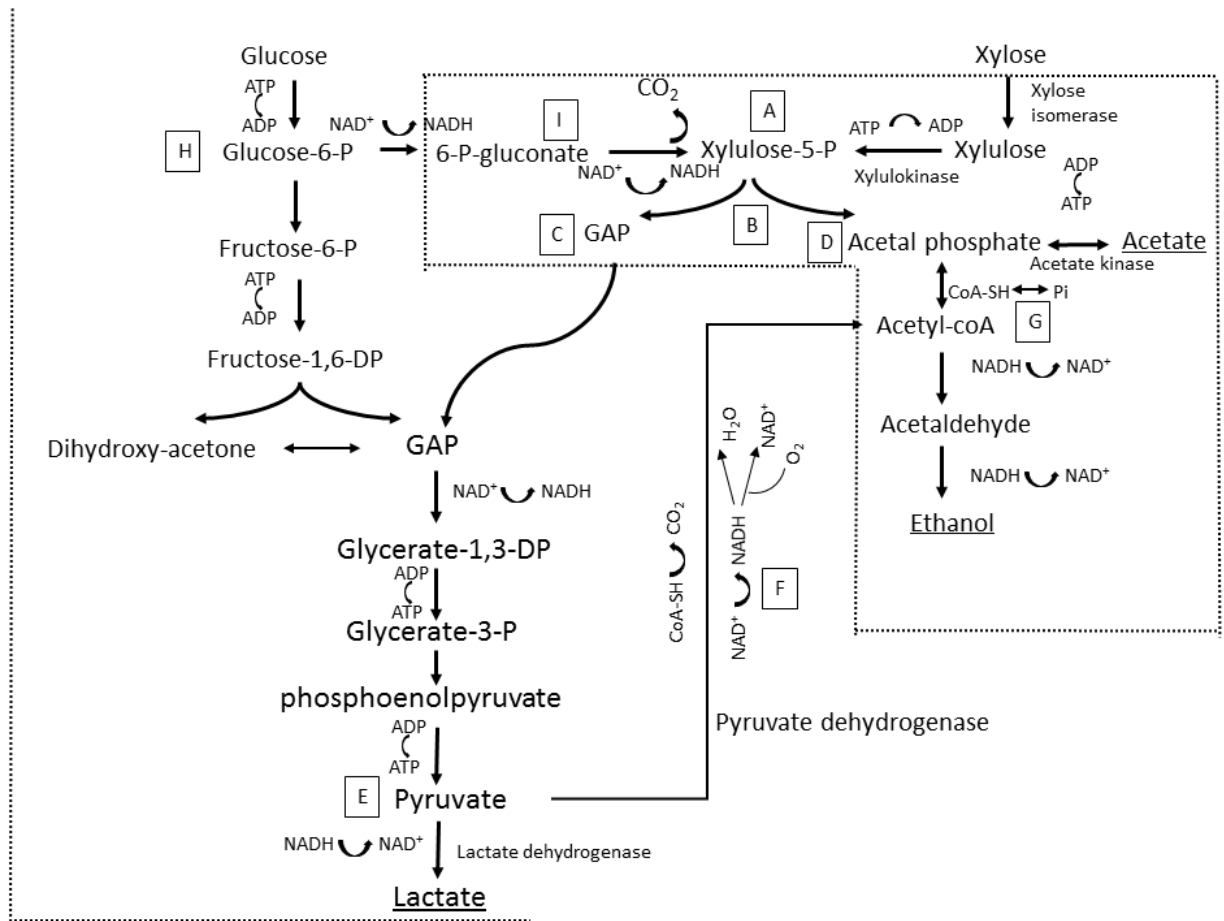 Glucose
Xylose
ATP
ADP
CO2
A
Xylose
isomerase
I
H
NAD+
NADH
ATP
ADP
Glucose-6-P
6-P-gluconate
Xylulose-5-P
Xylulose
NAD+
NADH
Xylulokinase
ADP
ATP
C
GAP
B
D
Acetal phosphate
Acetate
Acetate kinase
Fructose-6-P
ATP
ADP
CoA-SH
Pi
Acetyl-coA
G
Fructose-1,6-DP
NADH
NAD+
Acetaldehyde
Dihydroxy-acetone
GAP
H2O
NAD+
O2
NADH
NAD+
NAD+
NADH
Ethanol
Glycerate-1,3-DP
CO2
NADH
CoA-SH
NAD+
F
ADP
ATP
Glycerate-3-P
phosphoenolpyruvate
ADP
ATP
Pyruvate dehydrogenase
E
Pyruvate
NADH
NAD+
Lactate dehydrogenase
Lactate